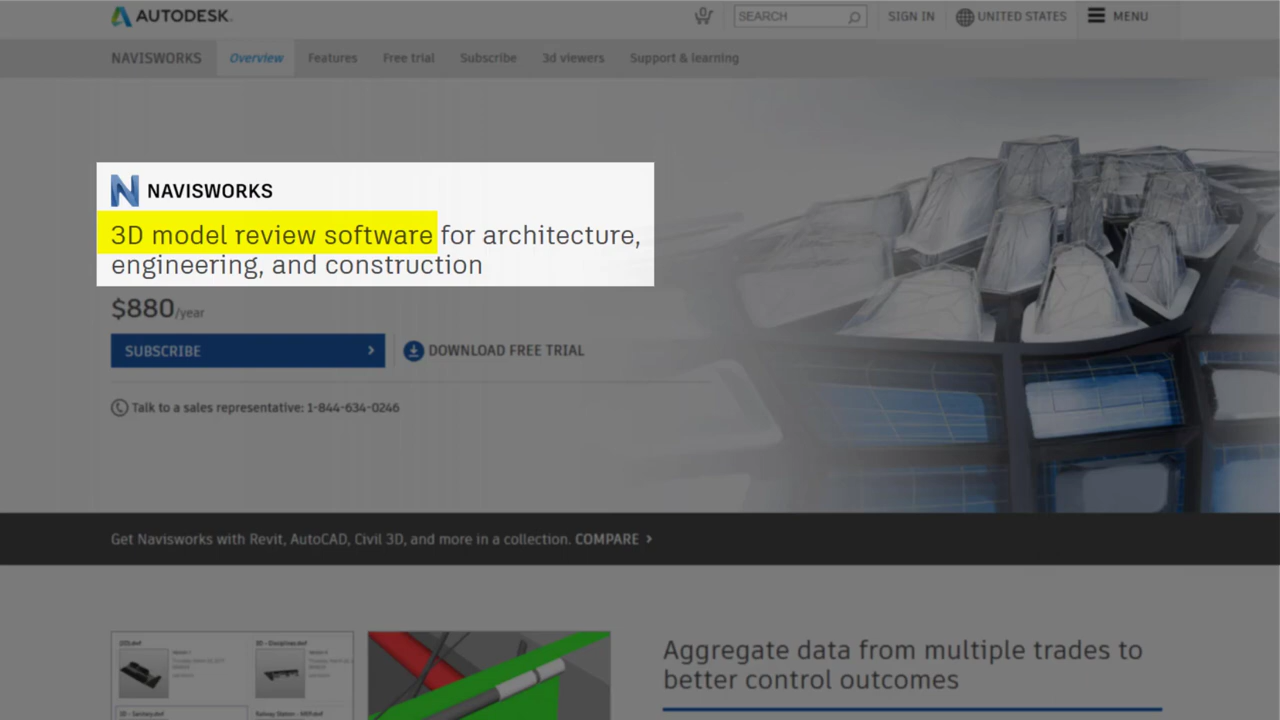 AUTODESK.
0
SEARCH
SIGN IN
UNITED STATES
MENU
NAVISWORKS
Overview
Features
Free trial
Subscribe
3d viewers
Support & learning
NAVISWORKS
3D model review software for architecture,
engineering, and construction
$880/year
SUBSCRIBE
DOWNLOAD FREE TRIAL
Talk to a sales representative: 1-844-634-0246
Get Navisworks with Revit, AutoCAD, Civil 3D, and more in a collection. COMPARE
Aggregate data from multiple trades to
better control outcomes